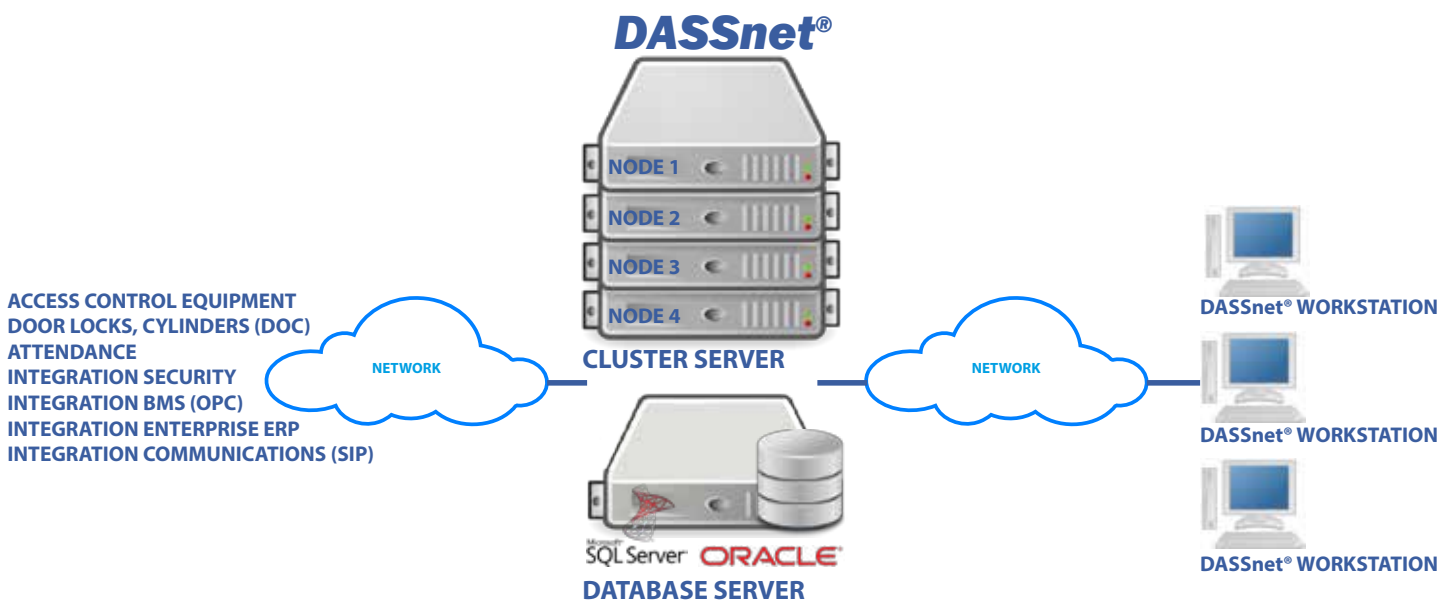 DASSnet®
NODE 1
NODE 2
NODE 3
NODE 4
CLUSTER SERVER
ACCESS CONTROL EQUIPMENT
DOOR LOCKS, CYLINDERS (DOC)
ATTENDANCE
INTEGRATION SECURITY
INTEGRATION BMS (OPC)
INTEGRATION ENTERPRISE ERP
INTEGRATION COMMUNICATIONS (SIP)
NETWORK
NETWORK
DASSnet® WORKSTATION
DASSnet® WORKSTATION
DASSnet® WORKSTATION
Microsoft®
SQL Server® ORACLE®
DATABASE SERVER